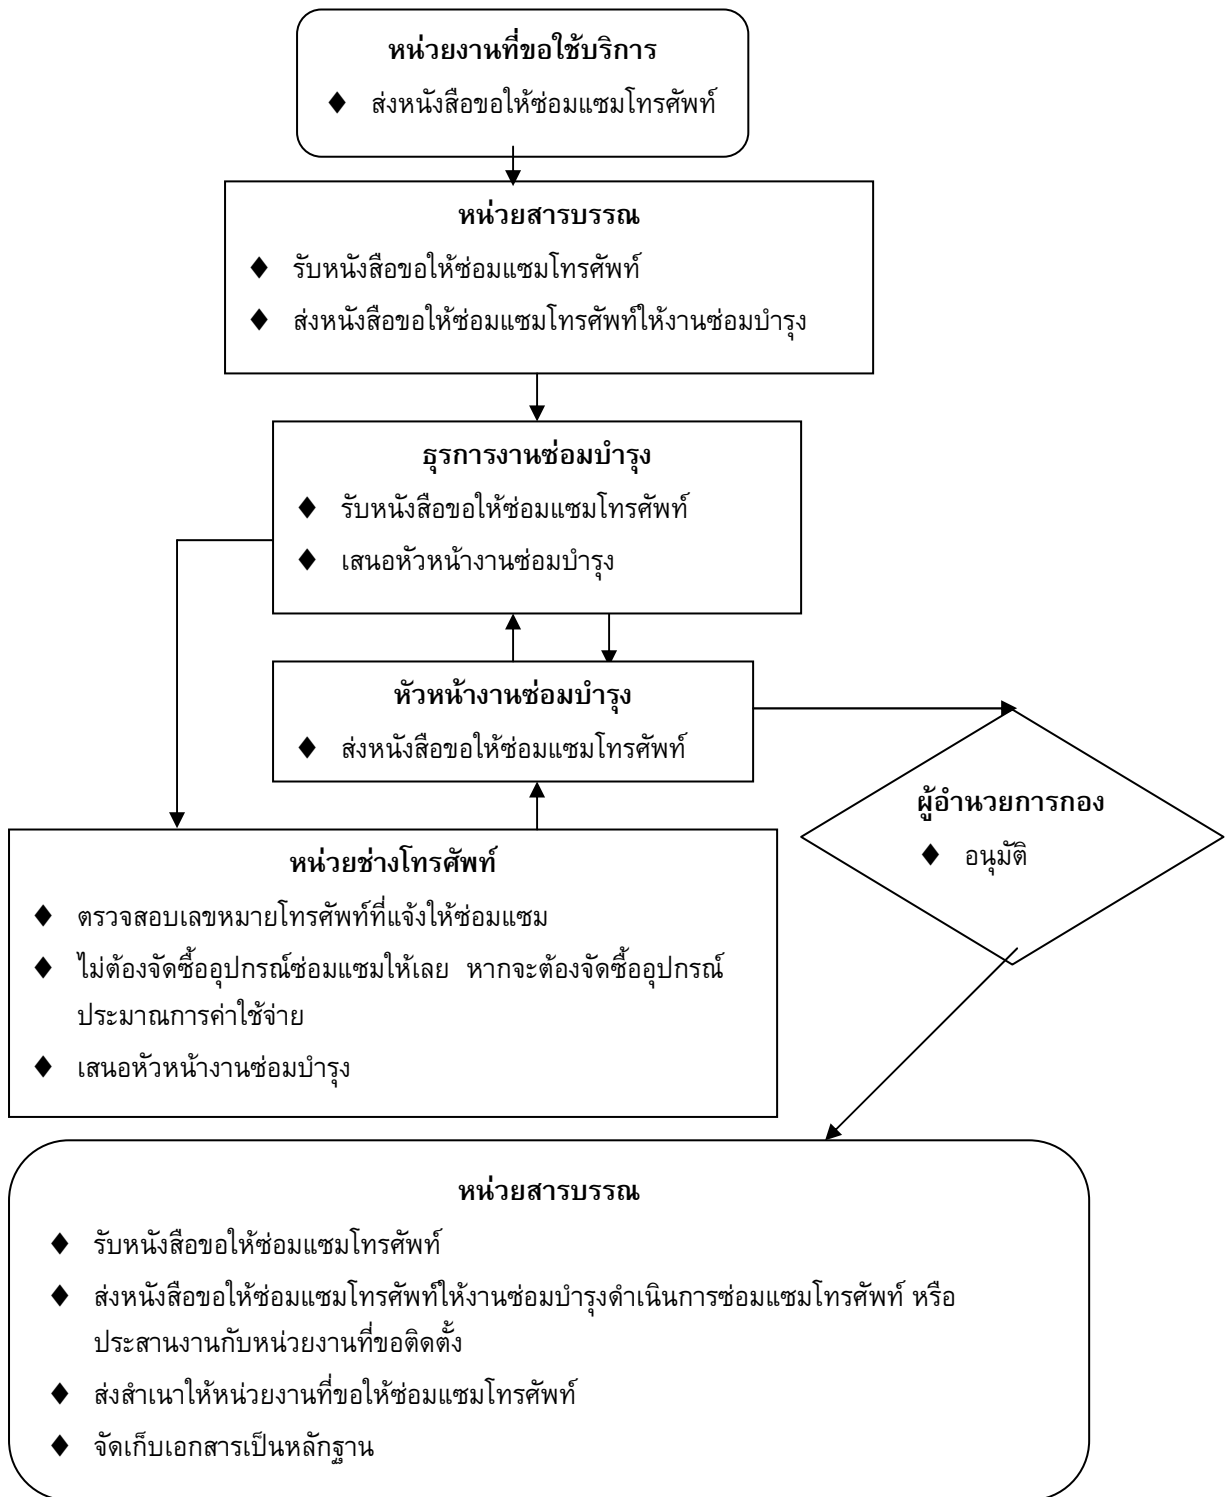 หน่วยงานที่ขอใช้บริการ
♦ ส่งหนังสือขอให้ซ่อมแซมโทรศัพท์
หน่วยสารบรรณ
♦ รับหนังสือขอให้ซ่อมแซมโทรศัพท์
♦ ส่งหนังสือขอให้ซ่อมแซมโทรศัพท์ให้งานซ่อมบำรุง
ธุรการงานซ่อมบำรุง
♦ รับหนังสือขอให้ซ่อมแซมโทรศัพท์
♦ เสนอหัวหน้างานซ่อมบำรุง
หัวหน้างานซ่อมบำรุง
♦ ส่งหนังสือขอให้ซ่อมแซมโทรศัพท์
ผู้อำนวยการกอง
♦ อนุมัติ
หน่วยช่างโทรศัพท์
♦ ตรวจสอบเลขหมายโทรศัพท์ที่แจ้งให้ซ่อมแซม
♦ ไม่ต้องจัดซื้ออุปกรณ์ซ่อมแซมให้เลย หากจะต้องจัดซื้ออุปกรณ์
ประมาณการค่าใช้จ่าย
♦ เสนอหัวหน้างานซ่อมบำรุง
หน่วยสารบรรณ
♦ รับหนังสือขอให้ซ่อมแซมโทรศัพท์
♦ ส่งหนังสือขอให้ซ่อมแซมโทรศัพท์ให้งานซ่อมบำรุงดำเนินการซ่อมแซมโทรศัพท์ หรือ
ประสานงานกับหน่วยงานที่ขอติดตั้ง
♦ ส่งสำเนาให้หน่วยงานที่ขอให้ซ่อมแซมโทรศัพท์
♦ จัดเก็บเอกสารเป็นหลักฐาน